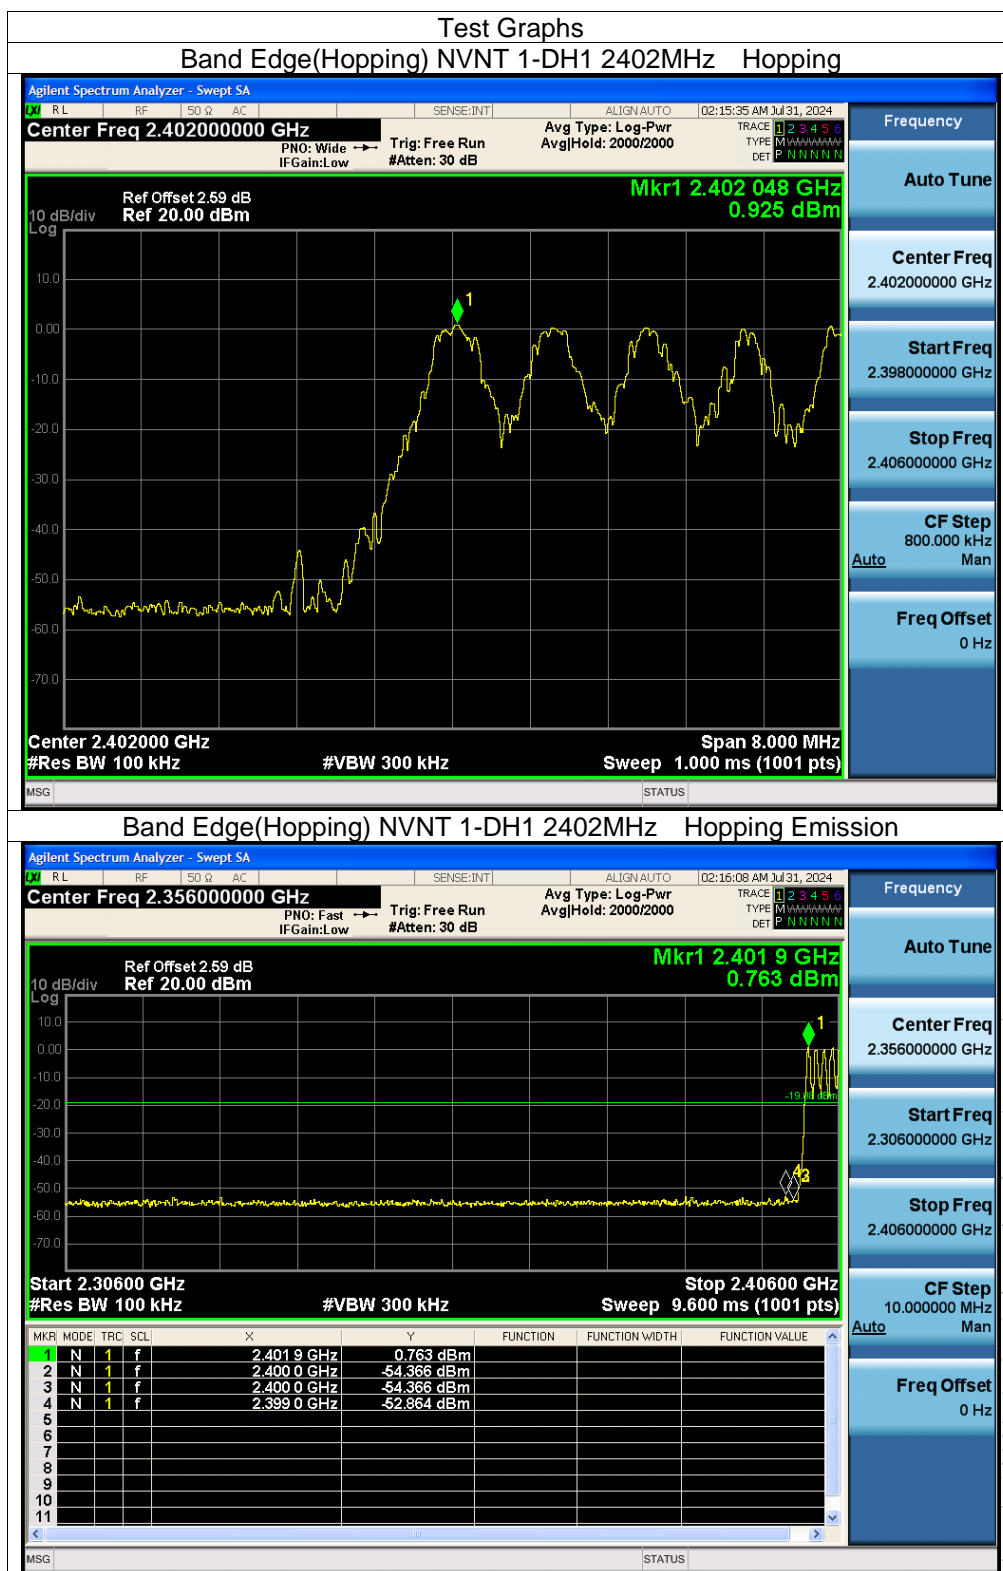 Test Graphs
Band Edge(Hopping) NVNT 1-DH1 2402MHz Hopping
Agilent Spectrum Analyzer - Swept SA
LXI RL RF 50 Ω AC SENSE:INT ALIGN AUTO 02:15:35 AM Jul 31, 2024
Center Freq 2.402000000 GHz
PNO: Wide
IFGain:Low
Trig: Free Run
#Atten: 30 dB
Avg Type: Log-Pwr
Avg|Hold: 2000/2000
TRACE 1 2 3 4 5 6
TYPE M
DET P N N N N N
Frequency
Auto Tune
Center Freq
2.402000000 GHz
Start Freq
2.398000000 GHz
Stop Freq
2.406000000 GHz
CF Step
800.000 kHz
Auto Man
Freq Offset
0 Hz
Mkr1 2.402 048 GHz
0.925 dBm
Ref Offset 2.59 dB
10 dB/div Ref 20.00 dBm
Log
10.0
0.00
-10.0
-20.0
-30.0
-40.0
-50.0
-60.0
-70.0
1
Center 2.402000 GHz Span 8.000 MHz
#Res BW 100 kHz #VBW 300 kHz Sweep 1.000 ms (1001 pts)
MSG STATUS
Band Edge(Hopping) NVNT 1-DH1 2402MHz Hopping Emission
Agilent Spectrum Analyzer - Swept SA
LXI RL RF 50 Ω AC SENSE:INT ALIGN AUTO 02:16:08 AM Jul 31, 2024
Center Freq 2.356000000 GHz
PNO: Fast
IFGain:Low
Trig: Free Run
#Atten: 30 dB
Avg Type: Log-Pwr
Avg|Hold: 2000/2000
TRACE 1 2 3 4 5 6
TYPE M
DET P N N N N N
Frequency
Auto Tune
Center Freq
2.356000000 GHz
Start Freq
2.306000000 GHz
Stop Freq
2.406000000 GHz
CF Step
10.000000 MHz
Auto Man
Freq Offset
0 Hz
Mkr1 2.401 9 GHz
0.763 dBm
Ref Offset 2.59 dB
10 dB/div Ref 20.00 dBm
Log
10.0
0.00
-10.0
-20.0
-30.0
-40.0
-50.0
-60.0
-70.0
1
4
Start 2.30600 GHz Stop 2.40600 GHz
#Res BW 100 kHz #VBW 300 kHz Sweep 9.600 ms (1001 pts)
MKR MODE TRC SCL X Y FUNCTION FUNCTION WIDTH FUNCTION VALUE
1 N 1 f 2.401 9 GHz 0.763 dBm
2 N 1 f 2.400 0 GHz -54.366 dBm
3 N 1 f 2.400 0 GHz -54.366 dBm
4 N 1 f 2.399 0 GHz -52.864 dBm
5
6
7
8
9
10
11
MSG STATUS